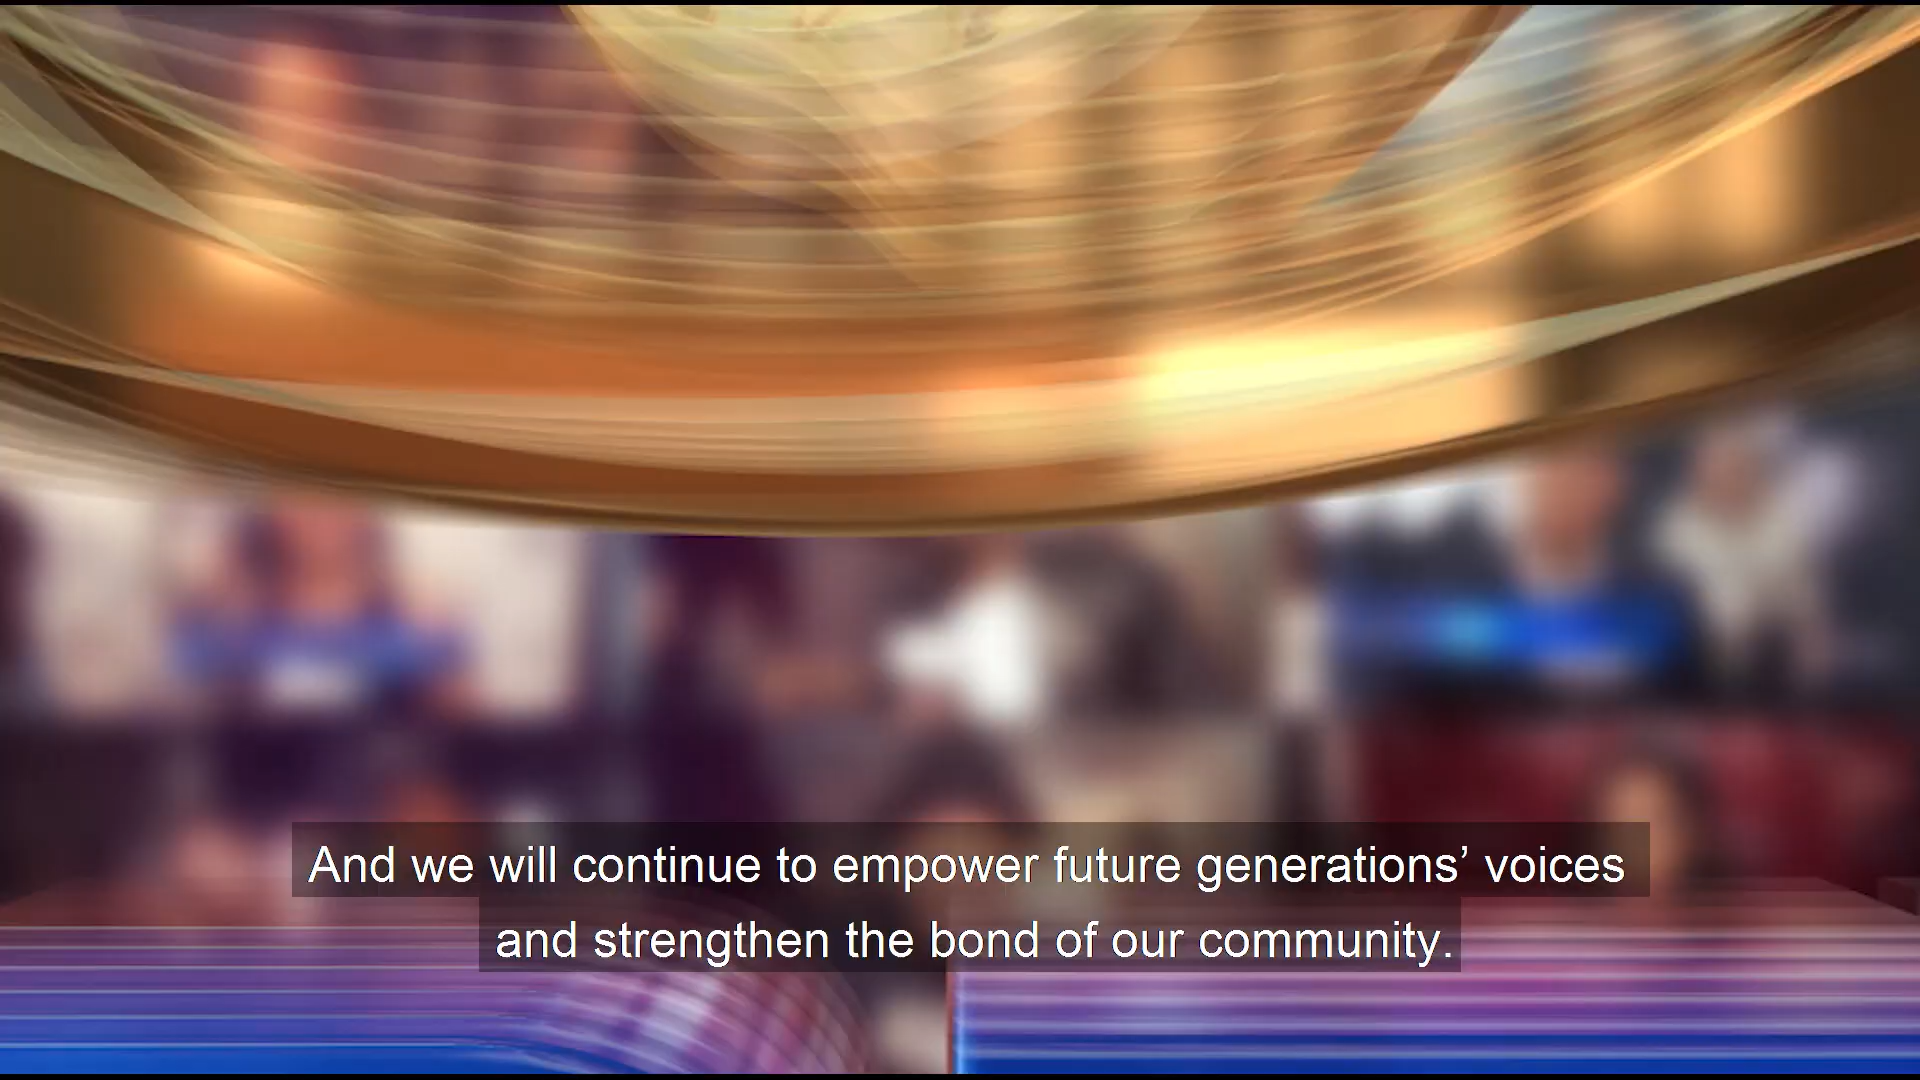 And we will continue to empower future generations’ voices
and strengthen the bond of our community.